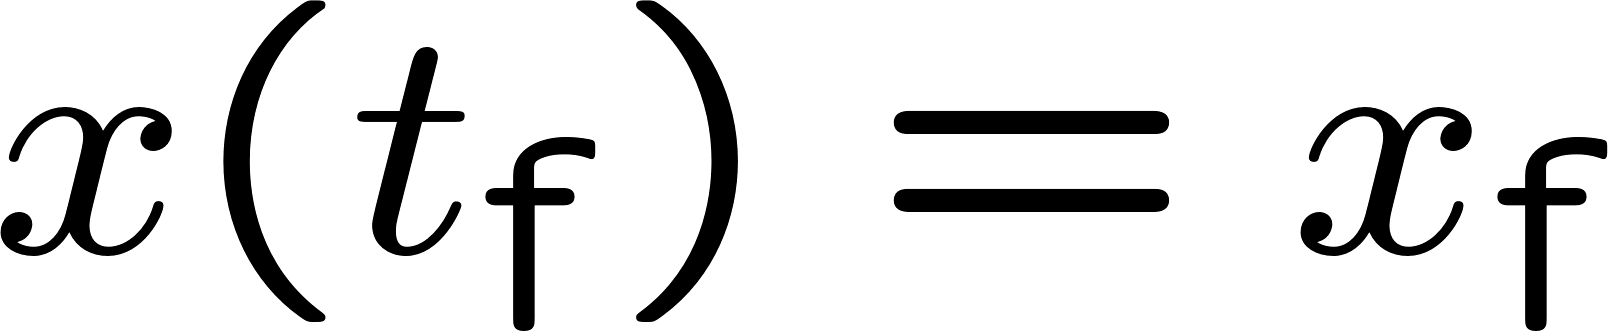 x(t_f) = x_f